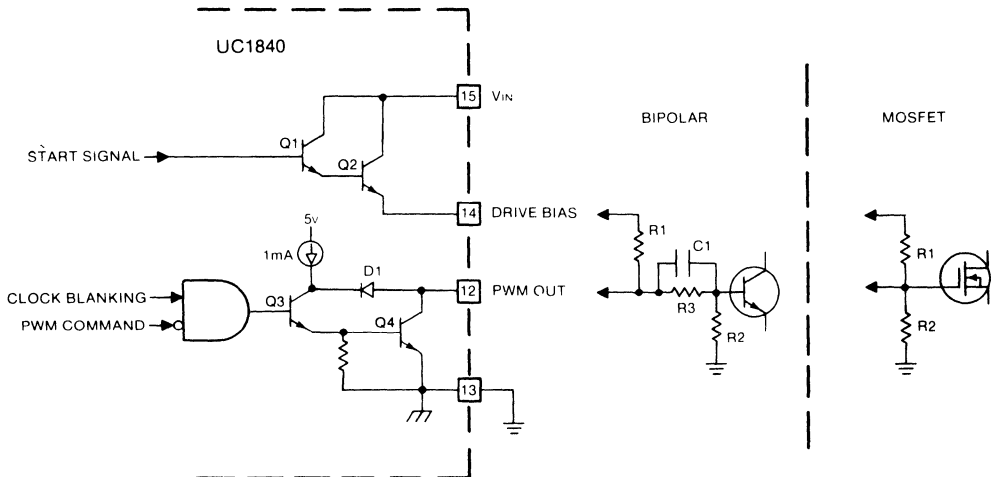 UC1840
15 VIN
BIPOLAR
MOSFET
START SIGNAL
Q1
Q2
14 DRIVE BIAS
5V
1mA
R1
C1
R1
D1
CLOCK BLANKING
Q3
12 PWM OUT
PWM COMMAND
Q4
R3
R2
R2
13